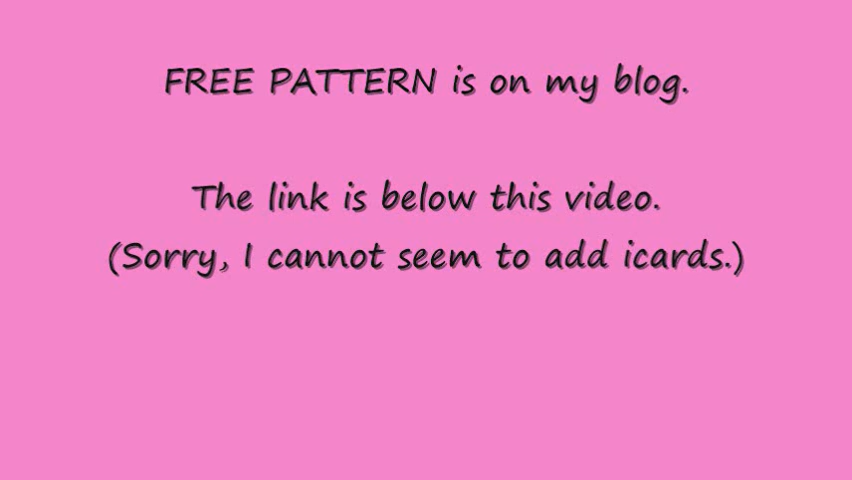 FREE PATTERN is on my blog.
The link is below this video.
(Sorry, I cannot seem to add icards.)